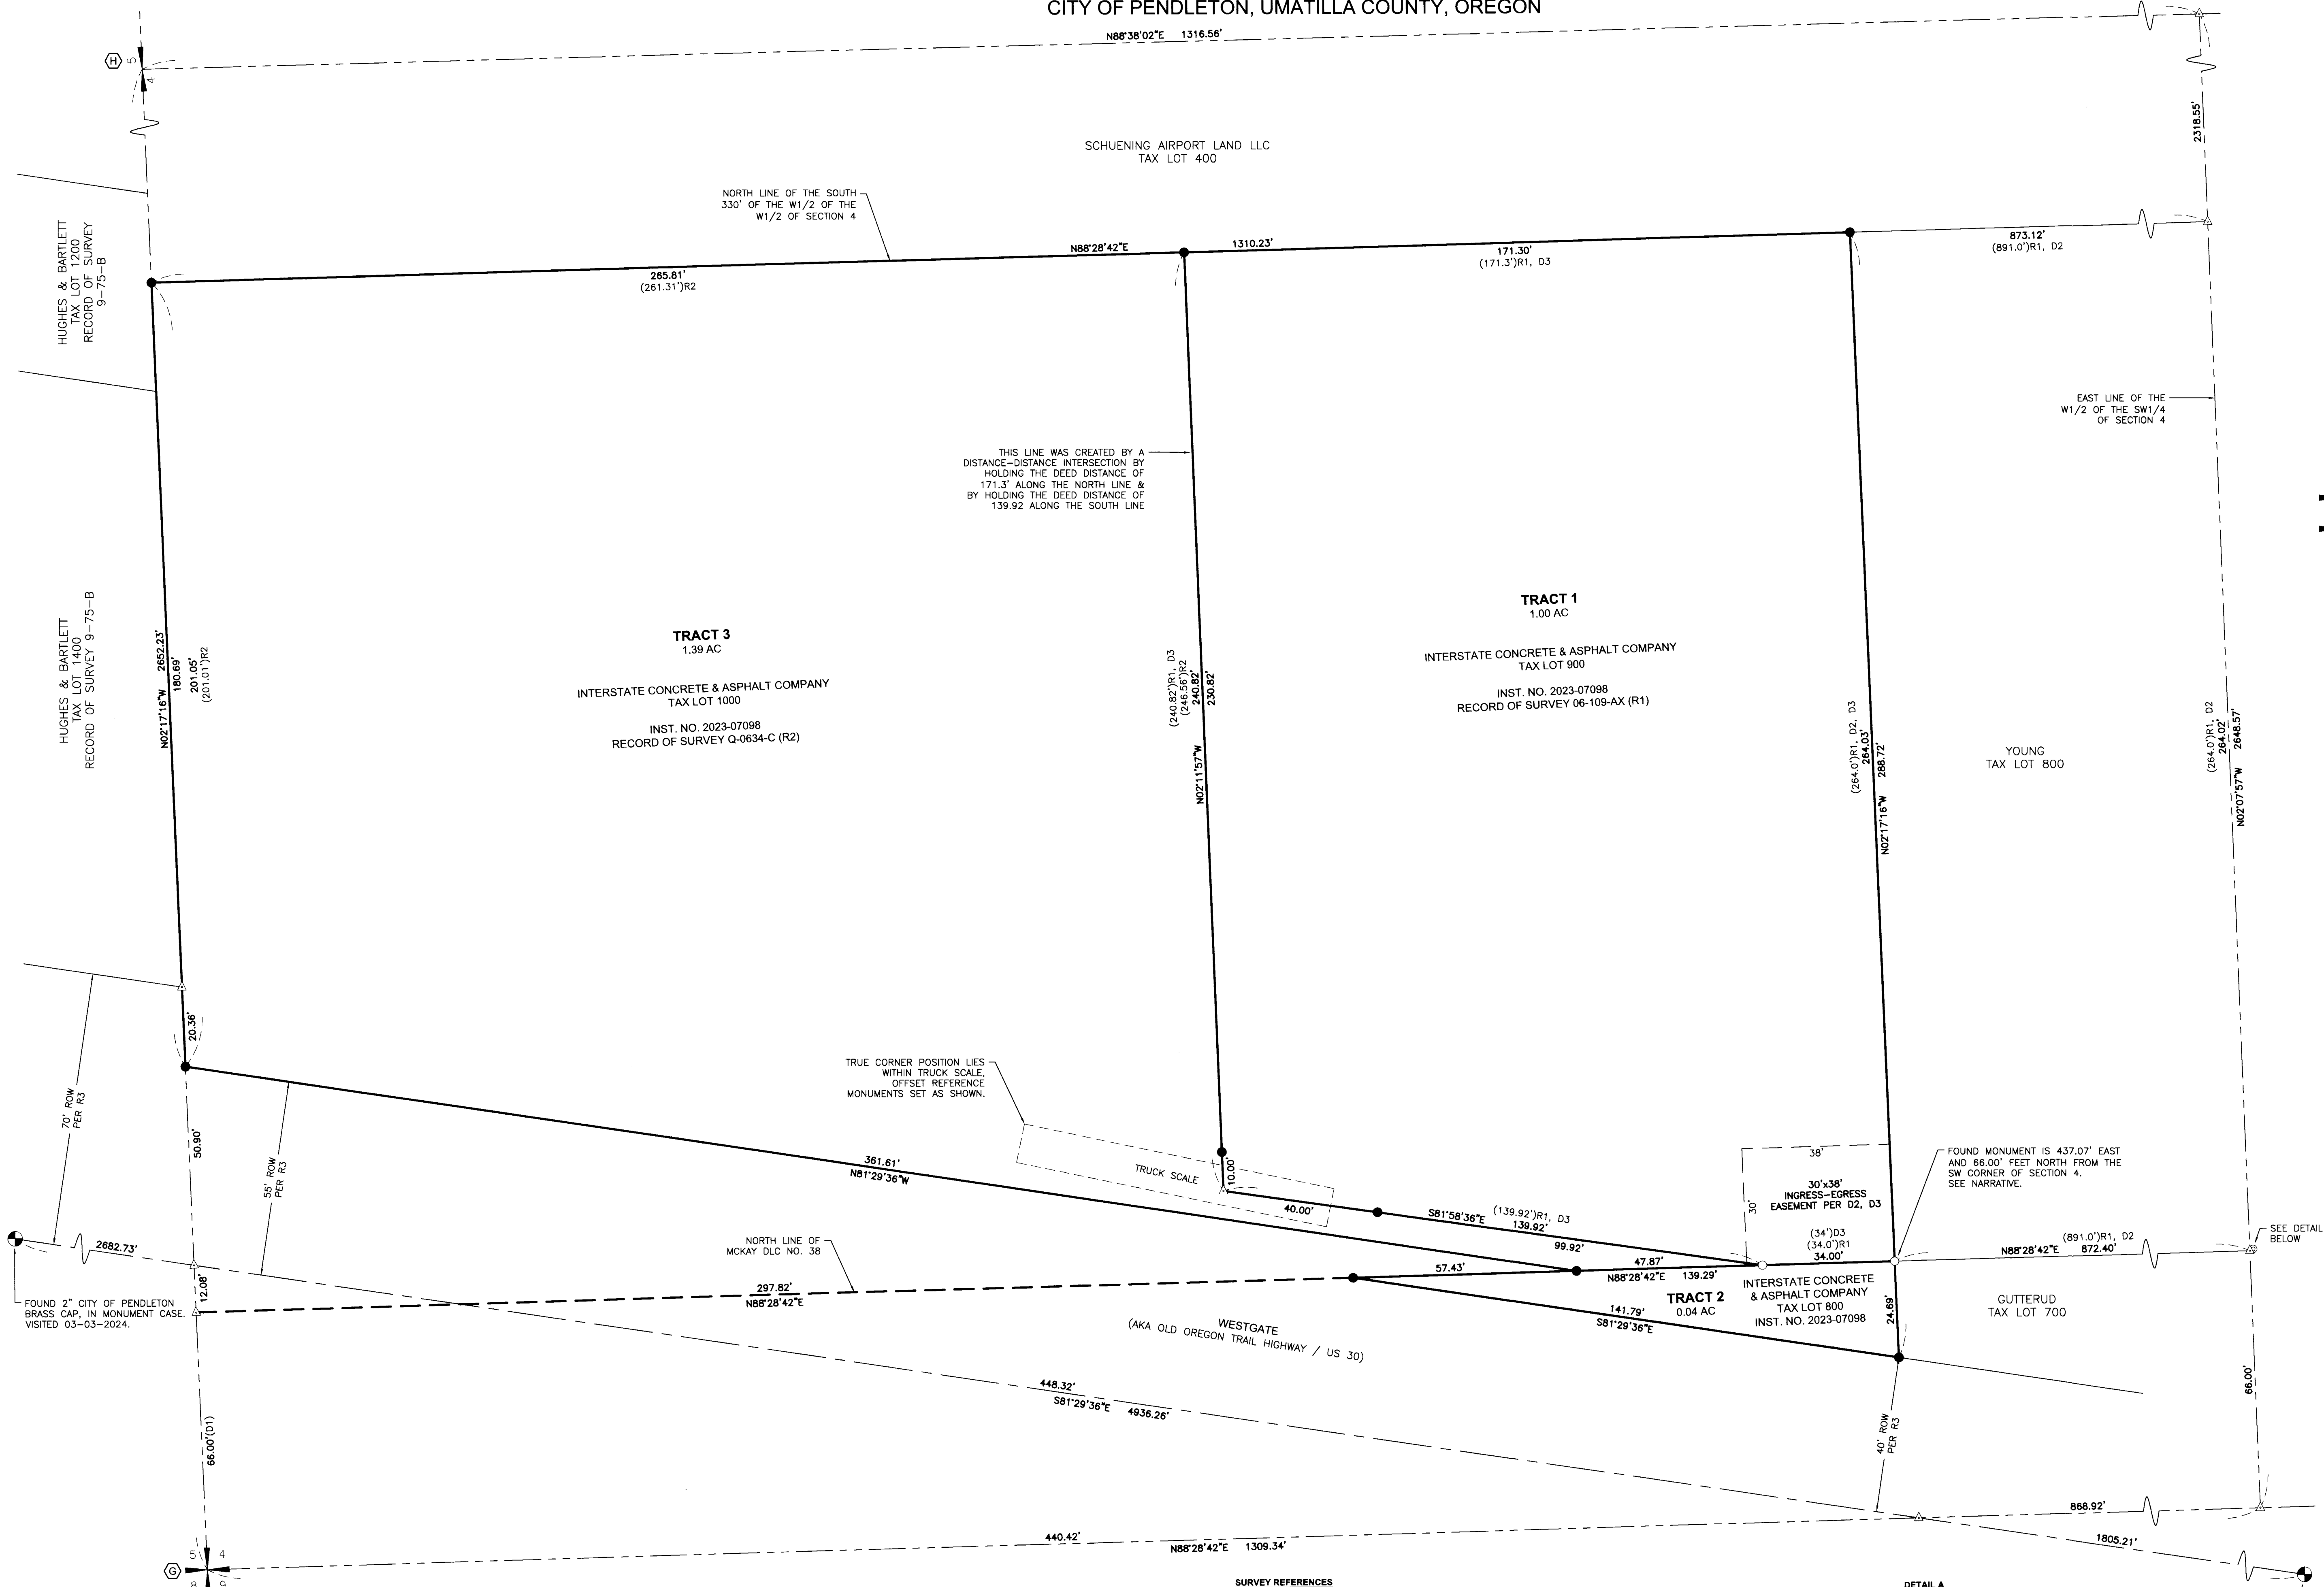 CITY OF PENDLETON, UMATILLA COUNTY, OREGON
N88°38'02"E 1316.56'
H
5
4
2318.55'
SCHUENING AIRPORT LAND LLC
TAX LOT 400
NORTH LINE OF THE SOUTH
330' OF THE W1/2 OF THE
W1/2 OF SECTION 4
HUGHES & BARTLETT
TAX LOT 1200
RECORD OF SURVEY
9-75-B
N88°28'42"E
1310.23'
265.81'
(261.31')R2
171.30'
(171.3')R1, D3
873.12'
(891.0')R1, D2
EAST LINE OF THE
W1/2 OF THE SW1/4
OF SECTION 4
THIS LINE WAS CREATED BY A
DISTANCE-DISTANCE INTERSECTION BY
HOLDING THE DEED DISTANCE OF
171.3' ALONG THE NORTH LINE &
BY HOLDING THE DEED DISTANCE OF
139.92 ALONG THE SOUTH LINE
HUGHES & BARTLETT
TAX LOT 1400
RECORD OF SURVEY 9-75-B
N02°17'16"W 2652.23'
180.69'
201.05'
(201.01')R2
TRACT 3
1.39 AC
INTERSTATE CONCRETE & ASPHALT COMPANY
TAX LOT 1000
INST. NO. 2023-07098
RECORD OF SURVEY Q-0634-C (R2)
(240.82')R1, D3
(246.56')R2
240.82'
230.82'
N02°11'57"W
TRACT 1
1.00 AC
INTERSTATE CONCRETE & ASPHALT COMPANY
TAX LOT 900
INST. NO. 2023-07098
RECORD OF SURVEY 06-109-AX (R1)
(264.0')R1, D2, D3
264.03'
288.72'
N02°17'16"W
YOUNG
TAX LOT 800
(264.0')R1, D2
264.02'
2648.57'
N02°07'57"W
20.36'
70' ROW
PER R3
50.90'
55' ROW
PER R3
TRUE CORNER POSITION LIES
WITHIN TRUCK SCALE,
OFFSET REFERENCE
MONUMENTS SET AS SHOWN.
361.61'
N81°29'36"W
TRUCK SCALE
10.00'
40.00'
S81°58'36"E
(139.92')R1, D3
139.92'
99.92'
38'
30'
30'x38'
INGRESS-EGRESS
EASEMENT PER D2, D3
(34')D3
(34.0')R1
34.00'
FOUND MONUMENT IS 437.07' EAST
AND 66.00' FEET NORTH FROM THE
SW CORNER OF SECTION 4.
SEE NARRATIVE.
(891.0')R1, D2
N88°28'42"E 872.40'
SEE DETAIL
BELOW
2682.73'
12.08'
FOUND 2" CITY OF PENDLETON
BRASS CAP, IN MONUMENT CASE.
VISITED 03-03-2024.
NORTH LINE OF
MCKAY DLC NO. 38
297.82'
N88°28'42"E
57.43'
47.87'
N88°28'42"E 139.29'
TRACT 2
0.04 AC
INTERSTATE CONCRETE
& ASPHALT COMPANY
TAX LOT 800
INST. NO. 2023-07098
24.69'
141.79'
S81°29'36"E
GUTTERUD
TAX LOT 700
WESTGATE
(AKA OLD OREGON TRAIL HIGHWAY / US 30)
448.32'
S81°29'36"E 4936.26'
40' ROW
PER R3
66.00'
66.00'(D1)
868.92'
1805.21'
440.42'
N88°28'42"E 1309.34'
G
5 4
8 9
SURVEY REFERENCES
DETAIL A